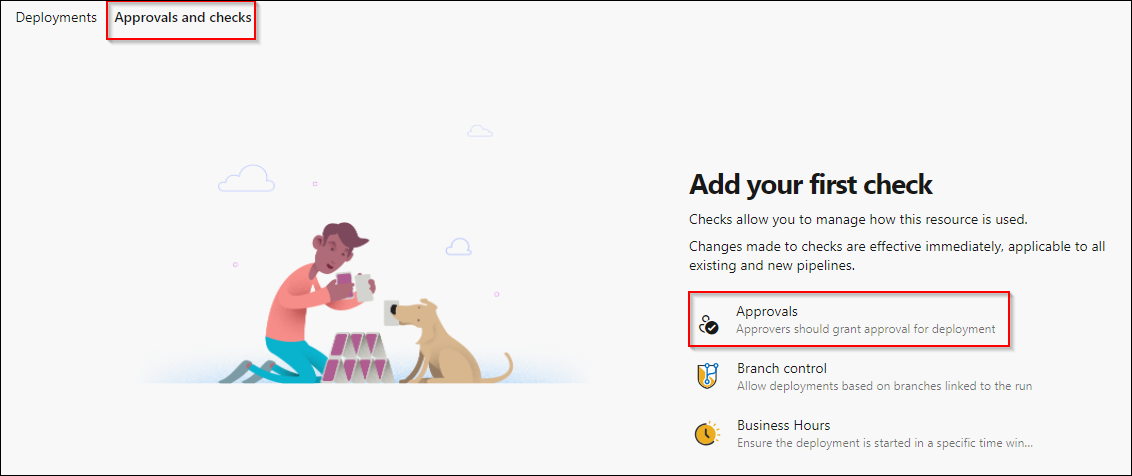 Deployments
Approvals and checks
Add your first check
Checks allow you to manage how this resource is used.
Changes made to checks are effective immediately, applicable to all
existing and new pipelines.
Approvals
Approvers should grant approval for deployment
Branch control
Allow deployments based on branches linked to the run
Business Hours
Ensure the deployment is started in a specific time win...